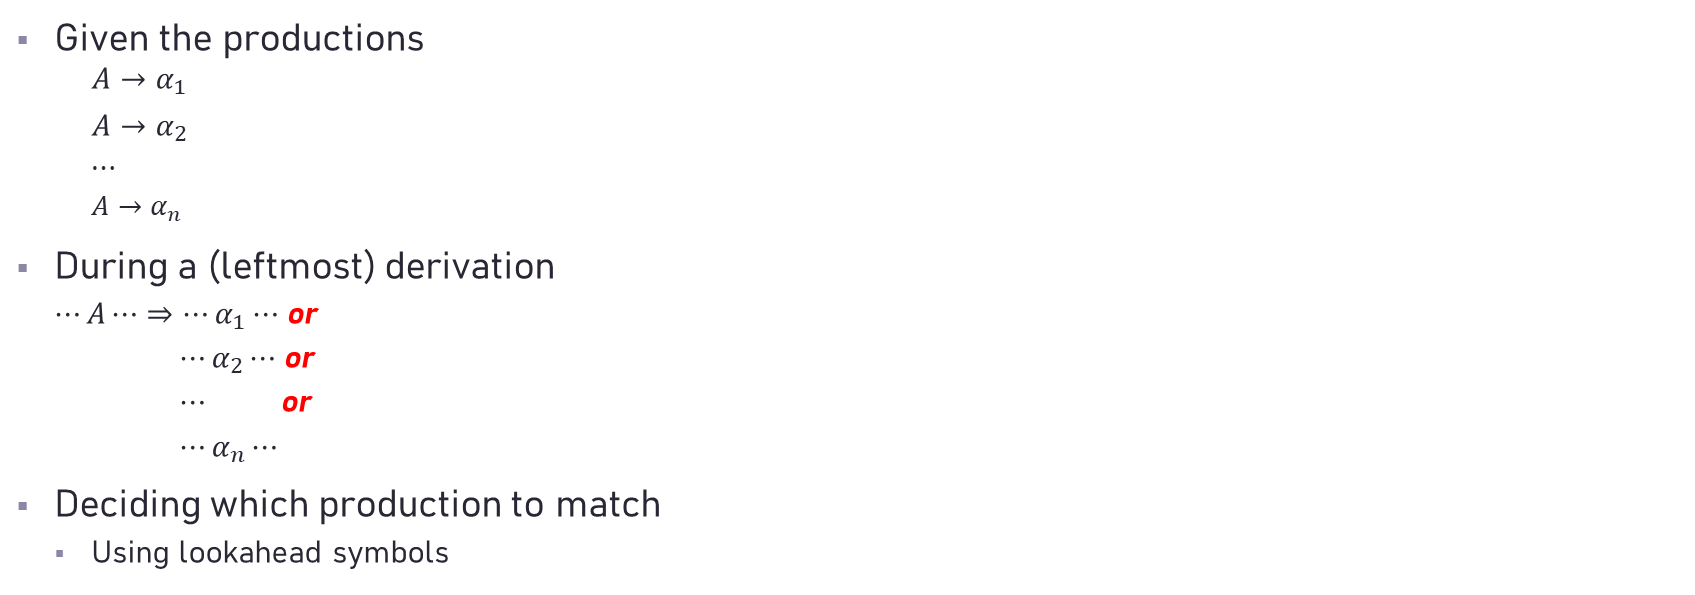 ▪ Given the productions
A → α₁
A → α₂
⋯
A → αₙ
▪ During a (leftmost) derivation
⋯ A ⋯ ⇒ ⋯ α₁ ⋯ or
⋯ α₂ ⋯ or
⋯ or
⋯ αₙ ⋯
▪ Deciding which production to match
▪ Using lookahead symbols